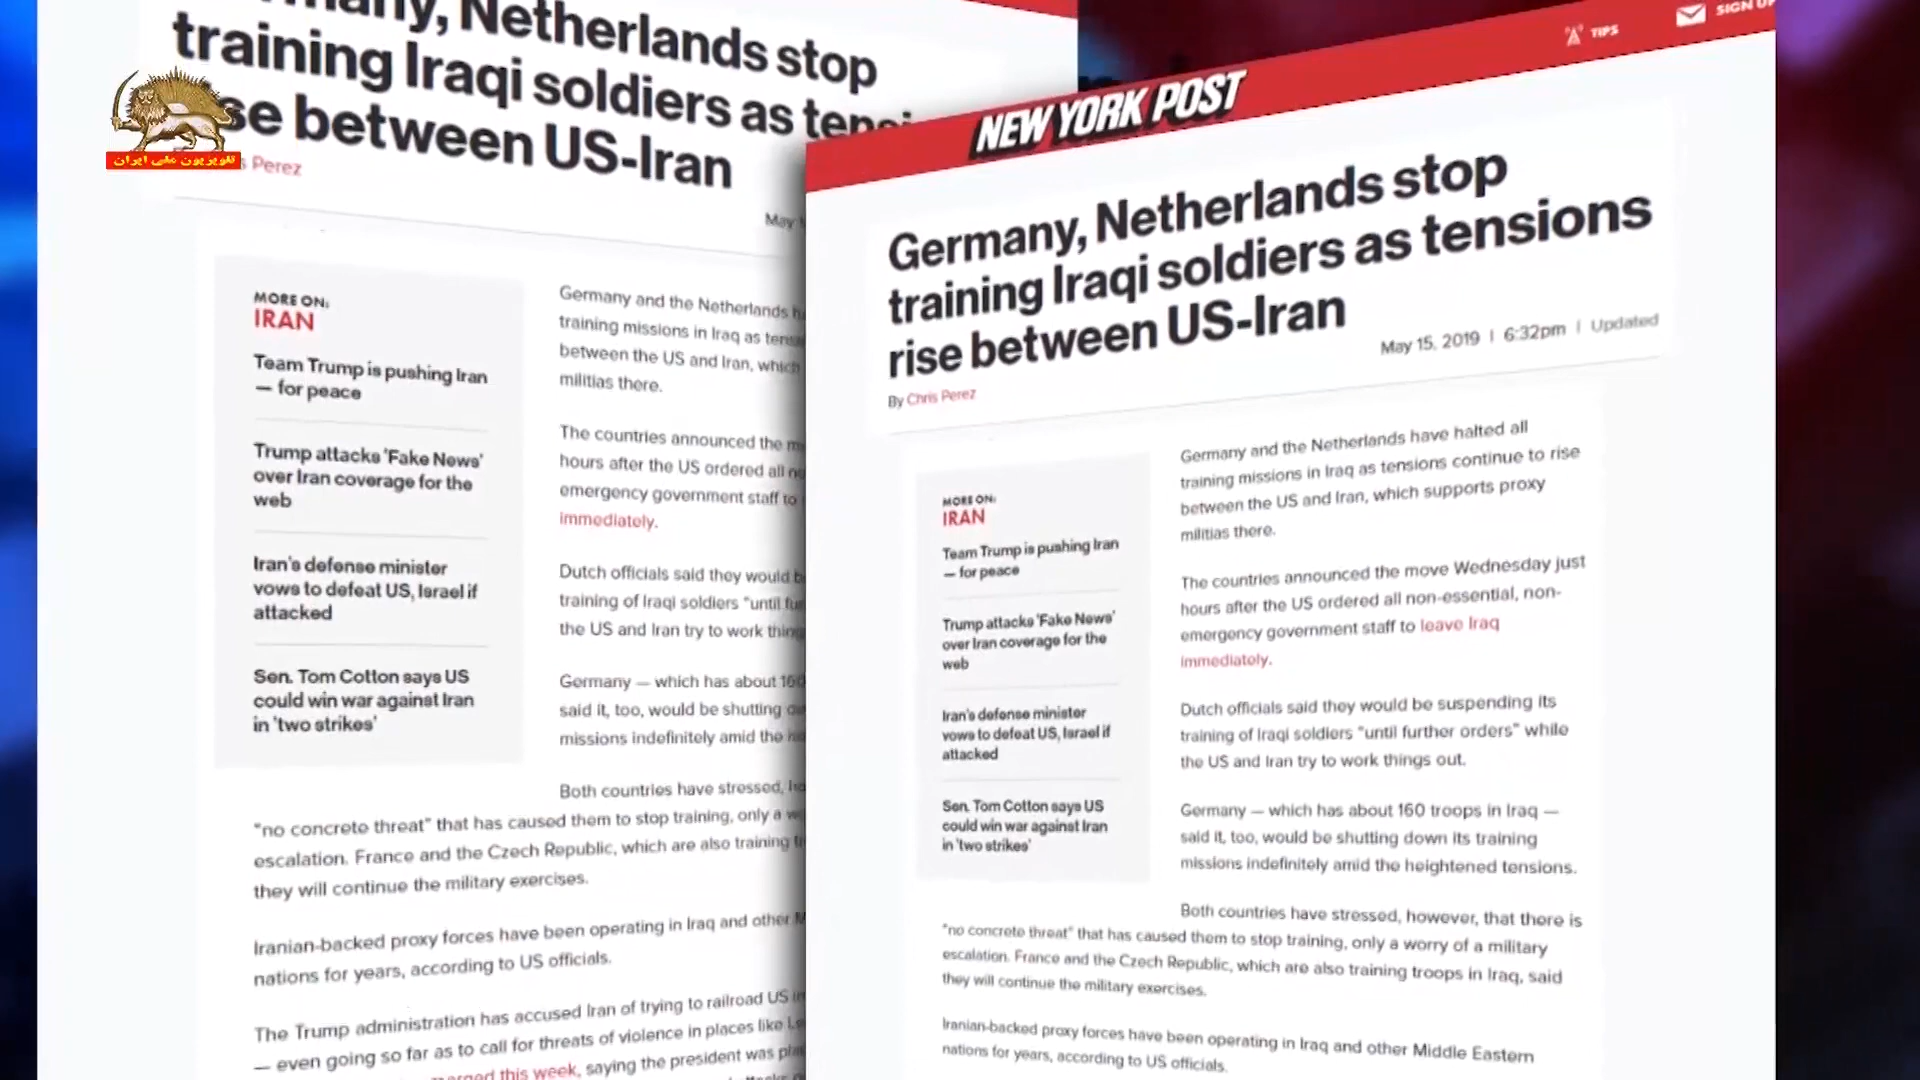 Germany, Netherlands stop
training Iraqi soldiers as
rise between US-Iran
تلویزیون ملی ایران
Perez
May
MORE ON:
IRAN
Team Trump is pushing Iran
— for peace
Trump attacks 'Fake News'
over Iran coverage for the
web
Iran's defense minister
vows to defeat US, Israel if
attacked
Sen. Tom Cotton says US
could win war against Iran
in 'two strikes'
Germany and the Netherlands
training missions in Iraq as
between the US and Iran, which
militias there.
The countries announced the
hours after the US ordered all
emergency government staff to
immediately.
Dutch officials said they would
training of Iraqi soldiers "until
the US and Iran try to work
Germany — which has about
said it, too, would be shutting
missions indefinitely amid the
Both countries have stressed,
"no concrete threat" that has caused them to stop training, only a
escalation. France and the Czech Republic, which are also training
they will continue the military exercises.
Iranian-backed proxy forces have been operating in Iraq and other
nations for years, according to US officials.
The Trump administration has accused Iran of trying to railroad US
— even going so far as to call for threats of violence in places like
this week, saying the president was
TIPS
SIGN UP
NEW YORK POST
Germany, Netherlands stop
training Iraqi soldiers as tensions
rise between US-Iran
May 15, 2019 | 6:32pm | Updated
By Chris Perez
MORE ON:
IRAN
Team Trump is pushing Iran
— for peace
Trump attacks 'Fake News'
over Iran coverage for the
web
Iran's defense minister
vows to defeat US, Israel if
attacked
Sen. Tom Cotton says US
could win war against Iran
in 'two strikes'
Germany and the Netherlands have halted all
training missions in Iraq as tensions continue to rise
between the US and Iran, which supports proxy
militias there.
The countries announced the move Wednesday just
hours after the US ordered all non-essential, non-
emergency government staff to leave Iraq
immediately.
Dutch officials said they would be suspending its
training of Iraqi soldiers "until further orders" while
the US and Iran try to work things out.
Germany — which has about 160 troops in Iraq —
said it, too, would be shutting down its training
missions indefinitely amid the heightened tensions.
Both countries have stressed, however, that there is
"no concrete threat" that has caused them to stop training, only a worry of a military
escalation. France and the Czech Republic, which are also training troops in Iraq, said
they will continue the military exercises.
Iranian-backed proxy forces have been operating in Iraq and other Middle Eastern
nations for years, according to US officials.